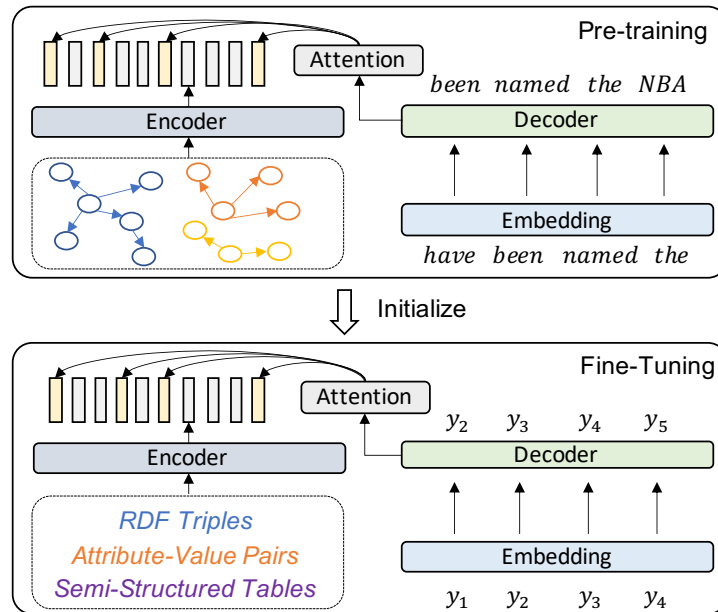 Pre-training
Attention
been named the NBA
Encoder
Decoder
Embedding
have been named the
Initialize
Fine-Tuning
Attention
y₂ y₃ y₄ y₅
Encoder
Decoder
RDF Triples
Attribute-Value Pairs
Semi-Structured Tables
Embedding
y₁ y₂ y₃ y₄